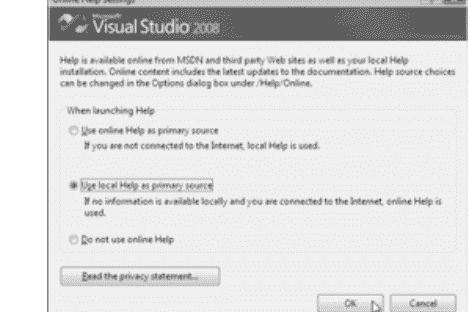 Online Help Settings
Microsoft
Visual Studio 2008
Help is available online from MSDN and third party Web sites as well as your local Help
installation. Online content includes the latest updates to the documentation. Help source choices
can be changed in the Options dialog box under /Help/Online.
When launching Help
Use online Help as primary source
If you are not connected to the Internet, local Help is used.
Use local Help as primary source
If no information is available locally and you are connected to the Internet, online Help is
used.
Do not use online Help
Read the privacy statement...
OK Cancel